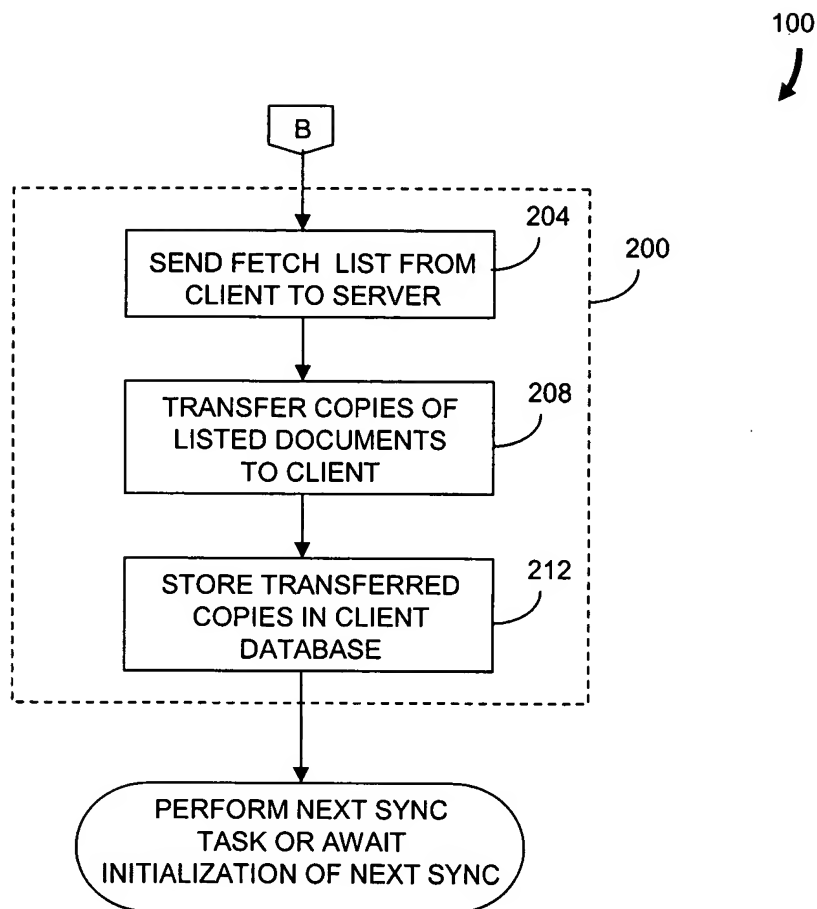 100
B
204
SEND FETCH LIST FROM
CLIENT TO SERVER
200
208
TRANSFER COPIES OF
LISTED DOCUMENTS
TO CLIENT
212
STORE TRANSFERRED
COPIES IN CLIENT
DATABASE
PERFORM NEXT SYNC
TASK OR AWAIT
INITIALIZATION OF NEXT SYNC